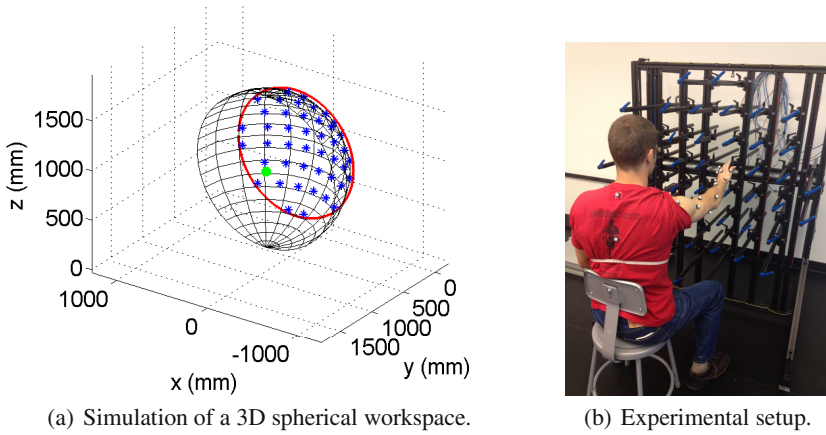 1500
1000
500
0
z (mm)
1000
0
-1000
x (mm)
0
500
1000
1500
y (mm)
(a) Simulation of a 3D spherical workspace.
(b) Experimental setup.